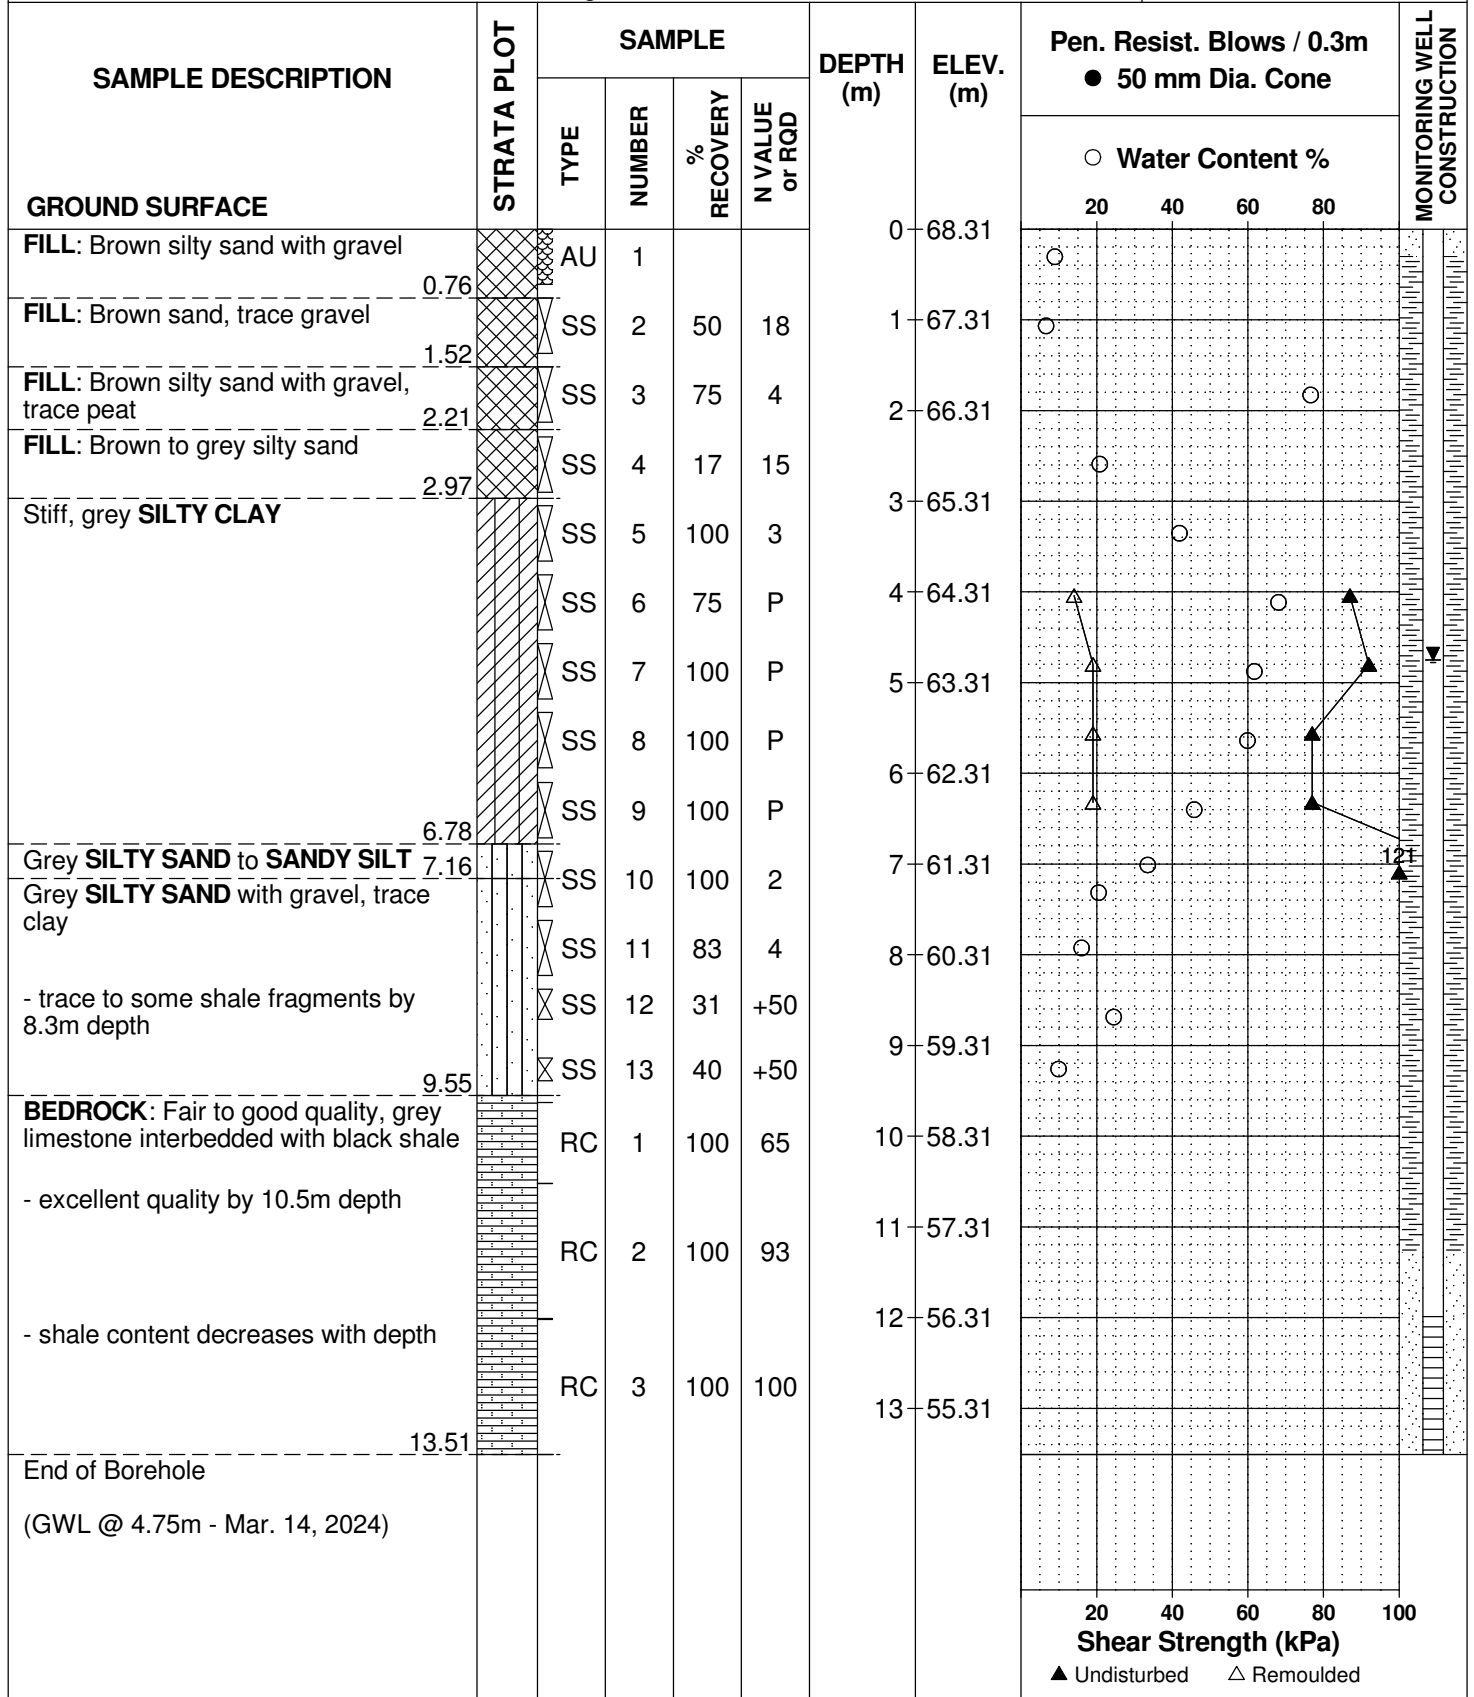 SAMPLE DESCRIPTION
GROUND SURFACE
STRATA PLOT
SAMPLE
TYPE
NUMBER
%
RECOVERY
N VALUE
or RQD
DEPTH
(m)
ELEV.
(m)
Pen. Resist. Blows / 0.3m
● 50 mm Dia. Cone
○ Water Content %
20 40 60 80
MONITORING WELL
CONSTRUCTION
0 68.31
FILL: Brown silty sand with gravel
0.76
AU 1
FILL: Brown sand, trace gravel
1.52
SS 2 50 18
1 67.31
FILL: Brown silty sand with gravel,
trace peat 2.21
SS 3 75 4
2 66.31
FILL: Brown to grey silty sand
2.97
SS 4 17 15
3 65.31
Stiff, grey SILTY CLAY
SS 5 100 3
SS 6 75 P
4 64.31
SS 7 100 P
5 63.31
SS 8 100 P
6 62.31
SS 9 100 P
6.78
Grey SILTY SAND to SANDY SILT 7.16
7 61.31
121
SS 10 100 2
Grey SILTY SAND with gravel, trace
clay
SS 11 83 4
8 60.31
- trace to some shale fragments by
8.3m depth
SS 12 31 +50
9 59.31
SS 13 40 +50
9.55
BEDROCK: Fair to good quality, grey
limestone interbedded with black shale
RC 1 100 65
10 58.31
- excellent quality by 10.5m depth
11 57.31
RC 2 100 93
12 56.31
- shale content decreases with depth
RC 3 100 100
13 55.31
13.51
End of Borehole
(GWL @ 4.75m - Mar. 14, 2024)
20 40 60 80 100
Shear Strength (kPa)
▲ Undisturbed △ Remoulded